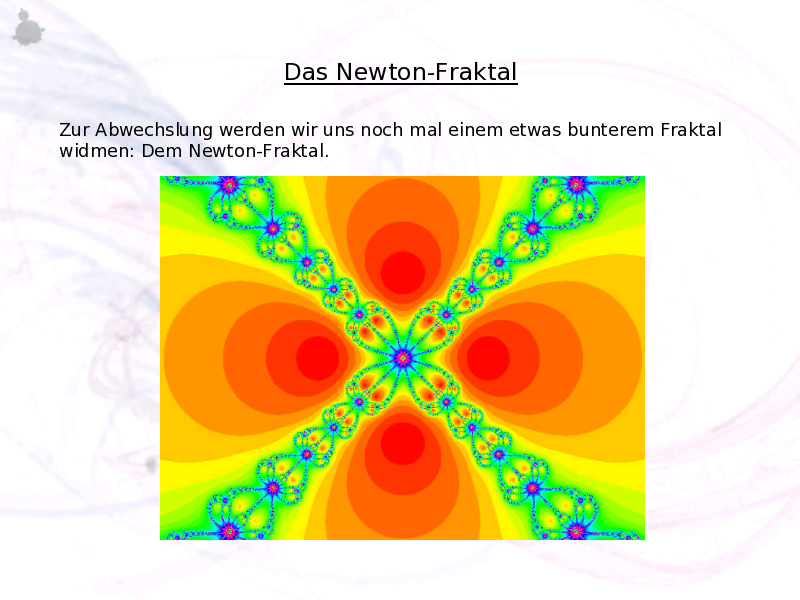 Das Newton-Fraktal
Zur Abwechslung werden wir uns noch mal einem etwas bunterem Fraktal
widmen: Dem Newton-Fraktal.